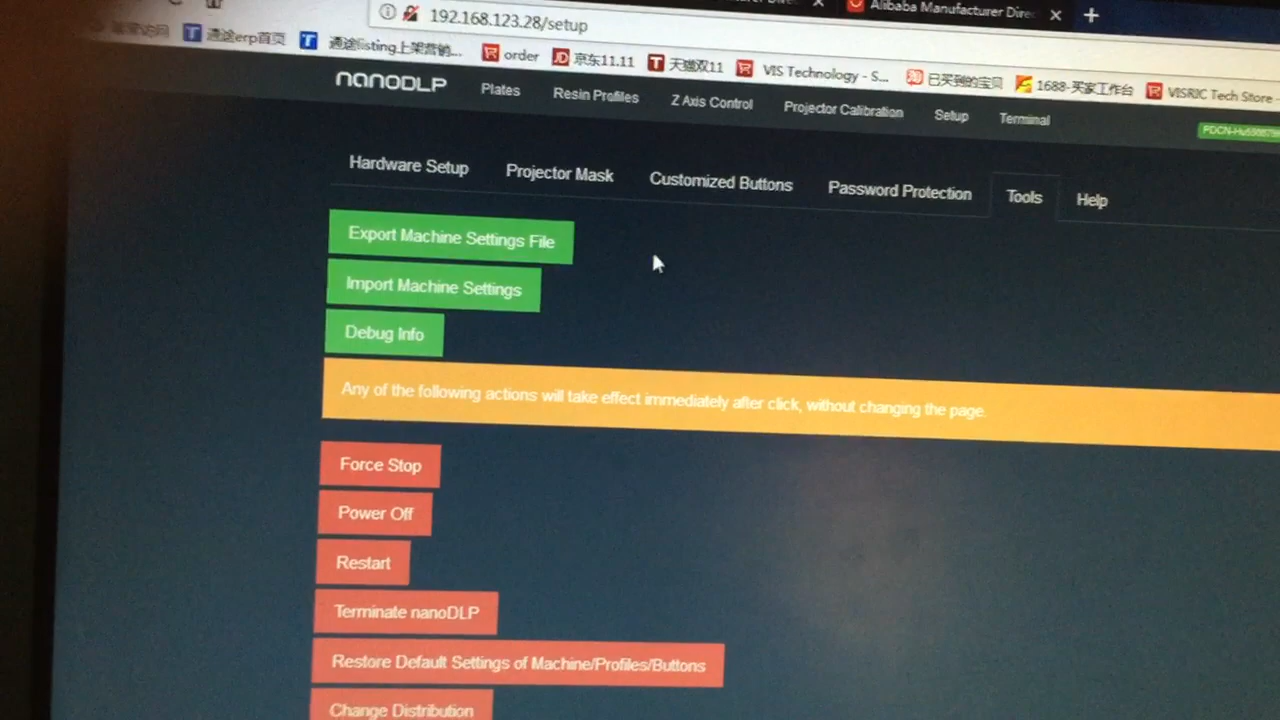 Alibaba Manufacturer Direc
192.168.123.28/setup
通途erp首页 通途listing上架营销... order 京东11.11 天猫双11 VIS Technology - S... 已买到的宝贝 1688-买家工作台 VISRIC Tech Store -
nanoDLP Plates Resin Profiles Z Axis Control Projector Calibration Setup Terminal
Hardware Setup Projector Mask Customized Buttons Password Protection Tools Help
Export Machine Settings File
Import Machine Settings
Debug Info
Any of the following actions will take effect immediately after click, without changing the page.
Force Stop
Power Off
Restart
Terminate nanoDLP
Restore Default Settings of Machine/Profiles/Buttons
Change Distribution